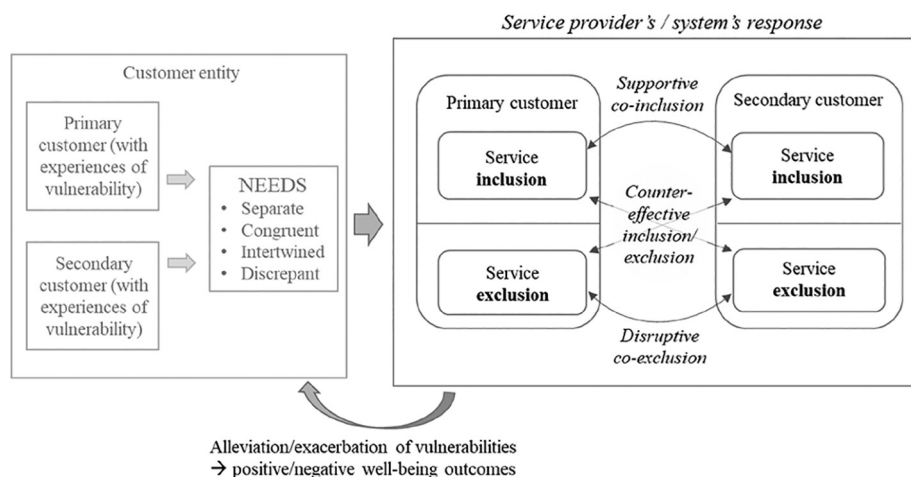 Service provider's / system's response
Customer entity
Primary
customer (with
experiences of
vulnerability)
Secondary
customer (with
experiences of
vulnerability)
NEEDS
• Separate
• Congruent
• Intertwined
• Discrepant
Primary customer
Service
inclusion
Service
exclusion
Supportive
co-inclusion
Counter-
effective
inclusion/
exclusion
Disruptive
co-exclusion
Secondary customer
Service
inclusion
Service
exclusion
Alleviation/exacerbation of vulnerabilities
→ positive/negative well-being outcomes